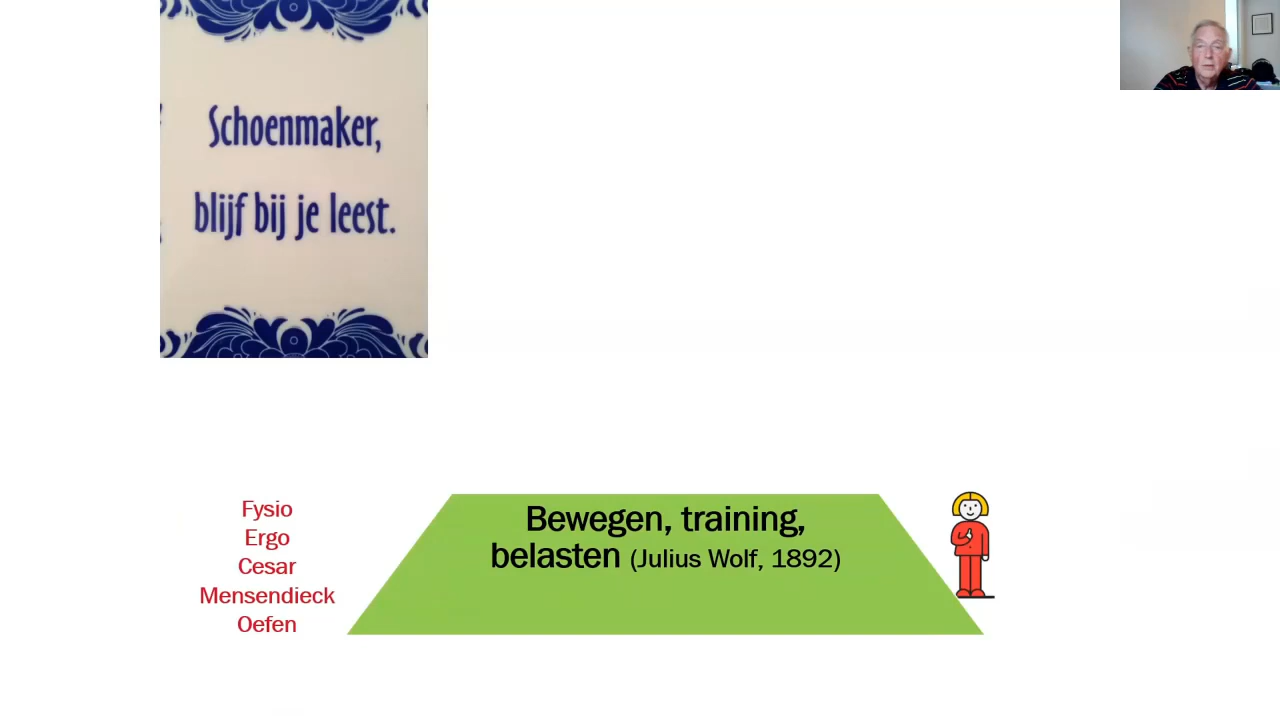 Schoenmaker,
blijf bij je leest.
Fysio
Ergo
Cesar
Mensendieck
Oefen
Bewegen, training,
belasten (Julius Wolf, 1892)